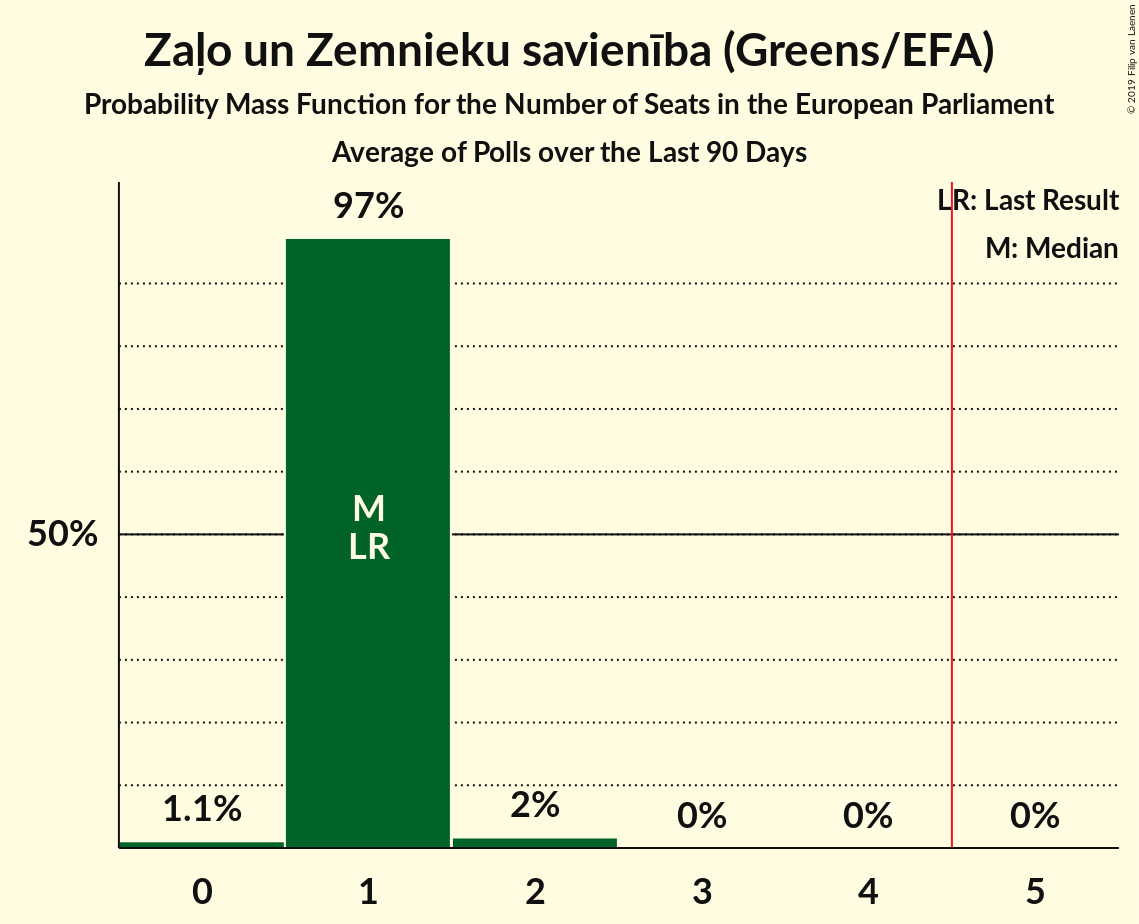 Zaļo un Zemnieku savienība (Greens/EFA)
Probability Mass Function for the Number of Seats in the European Parliament
Average of Polls over the Last 90 Days
© 2019 Filip van Laenen
LR: Last Result
M: Median
97%
M
LR
50%
1.1%
2%
0%
0%
0%
0
1
2
3
4
5